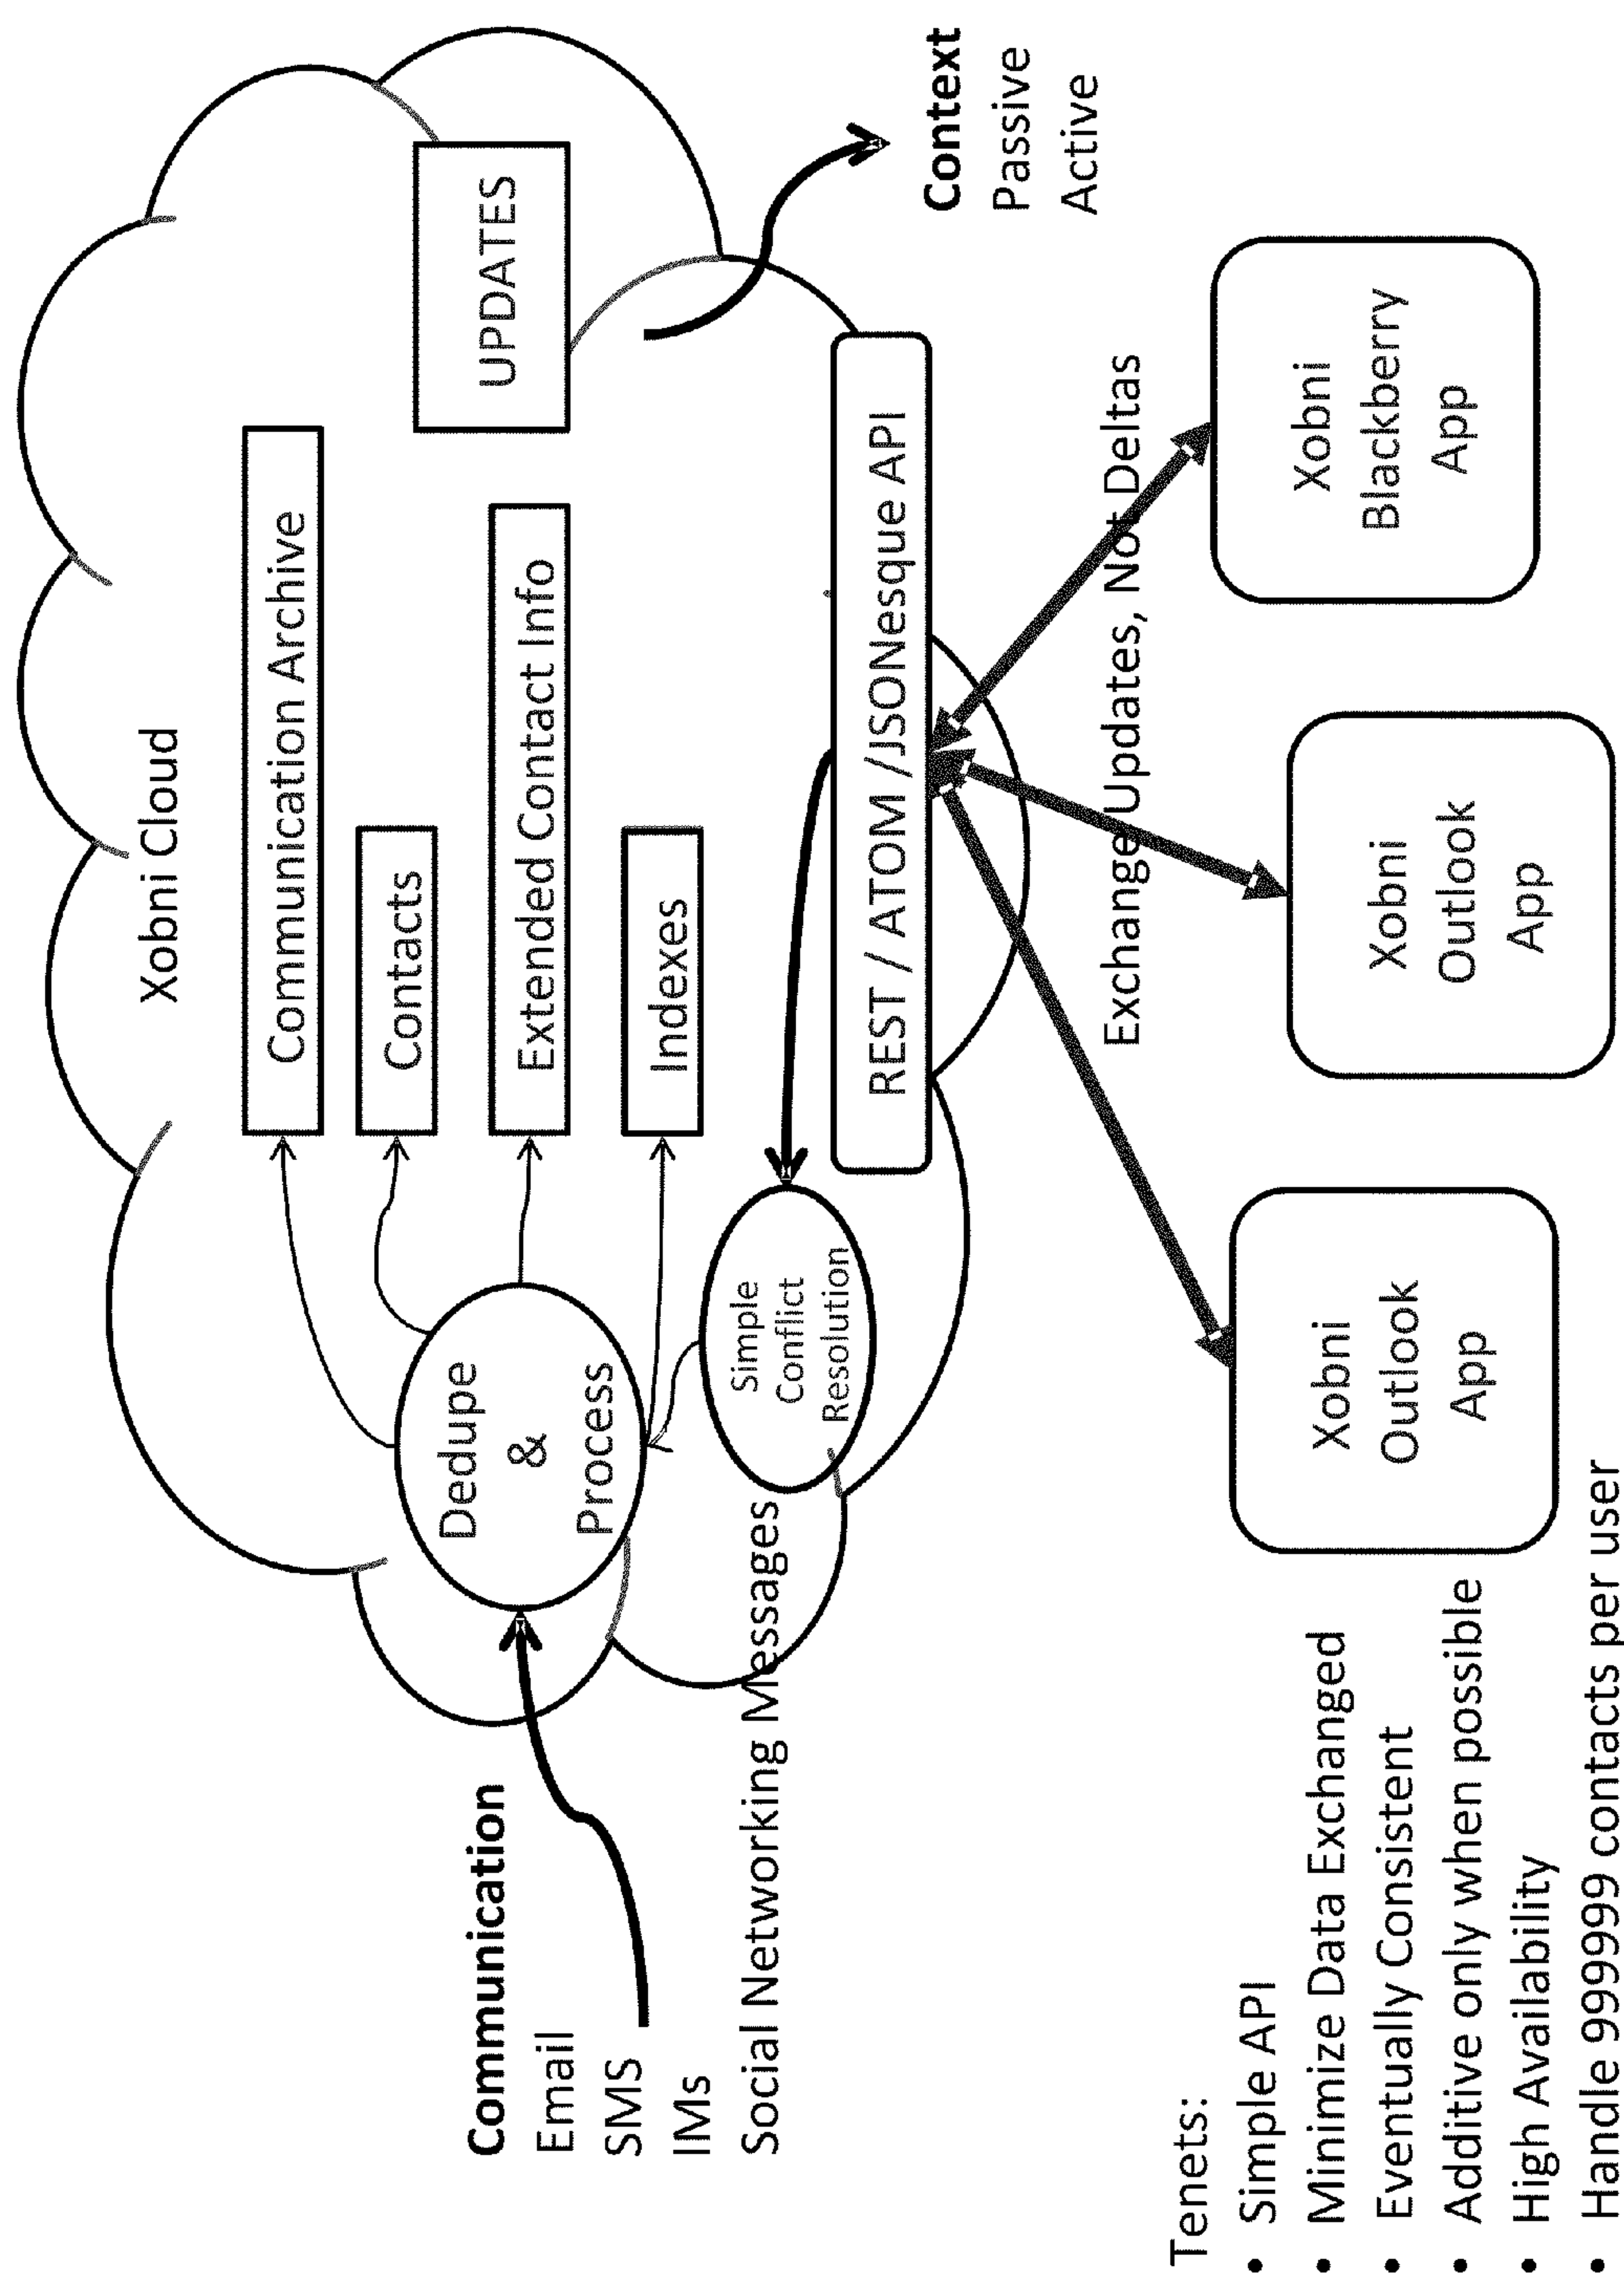 Xobni Cloud
Communication
Email
SMS
IMs
Social Networking Messages
Dedupe
&
Process
Simple
Conflict
Resolution
Communication Archive
Contacts
Extended Contact Info
Indexes
UPDATES
REST / ATOM /JSONesque API
Context
Passive
Active
Exchange Updates, Not Deltas
Xobni
Outlook
App
Xobni
Outlook
App
Xobni
Blackberry
App
Tenets:
• Simple API
• Minimize Data Exchanged
• Eventually Consistent
• Additive only when possible
• High Availability
• Handle 999999 contacts per user